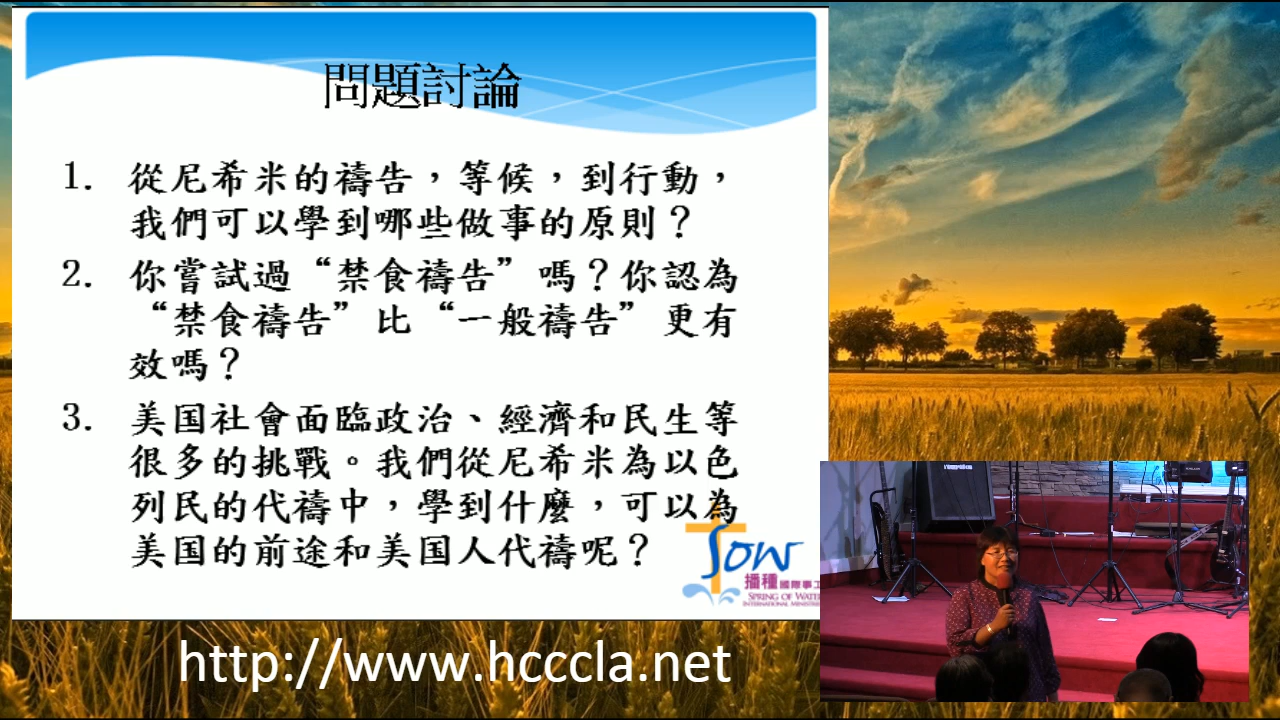 問題討論
1. 從尼希米的禱告，等候，到行動，
我們可以學到哪些做事的原則？
2. 你嘗試過“禁食禱告”嗎？你認為
“禁食禱告”比“一般禱告”更有
效嗎？
3. 美国社會面臨政治、經濟和民生等
很多的挑戰。我們從尼希米為以色
列民的代禱中，學到什麼，可以為
美国的前途和美国人代禱呢？
SOW
播種國際事工
SPRING OF WATER
INTERNATIONAL MINISTRIES
http://www.hcccla.net